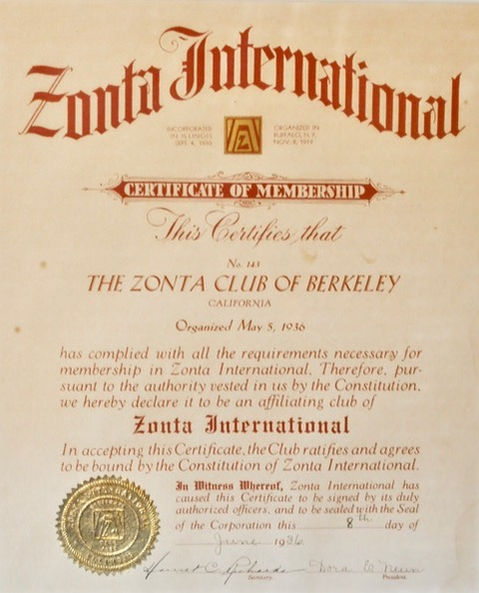 Zonta International
INCORPORATED
IN ILLINOIS
SEPT. 4, 1930
ORGANIZED IN
BUFFALO, N.Y.
NOV. 8, 1919
CERTIFICATE OF MEMBERSHIP
This Certifies that
No. 143
THE ZONTA CLUB OF BERKELEY
CALIFORNIA
Organized May 5, 1936
has complied with all the requirements necessary for
membership in Zonta International. Therefore, pur-
suant to the authority vested in us by the Constitution,
we hereby declare it to be an affiliating club of
Zonta International
In accepting this Certificate, the Club ratifies and agrees
to be bound by the Constitution of Zonta International.
In Witness Whereof, Zonta International has
caused this Certificate to be signed by its duly
authorized officers, and to be sealed with the Seal
of the Corporation this 8th day of
June 1936
Harriet C. Richards Dora E. Neun
Secretary. President.